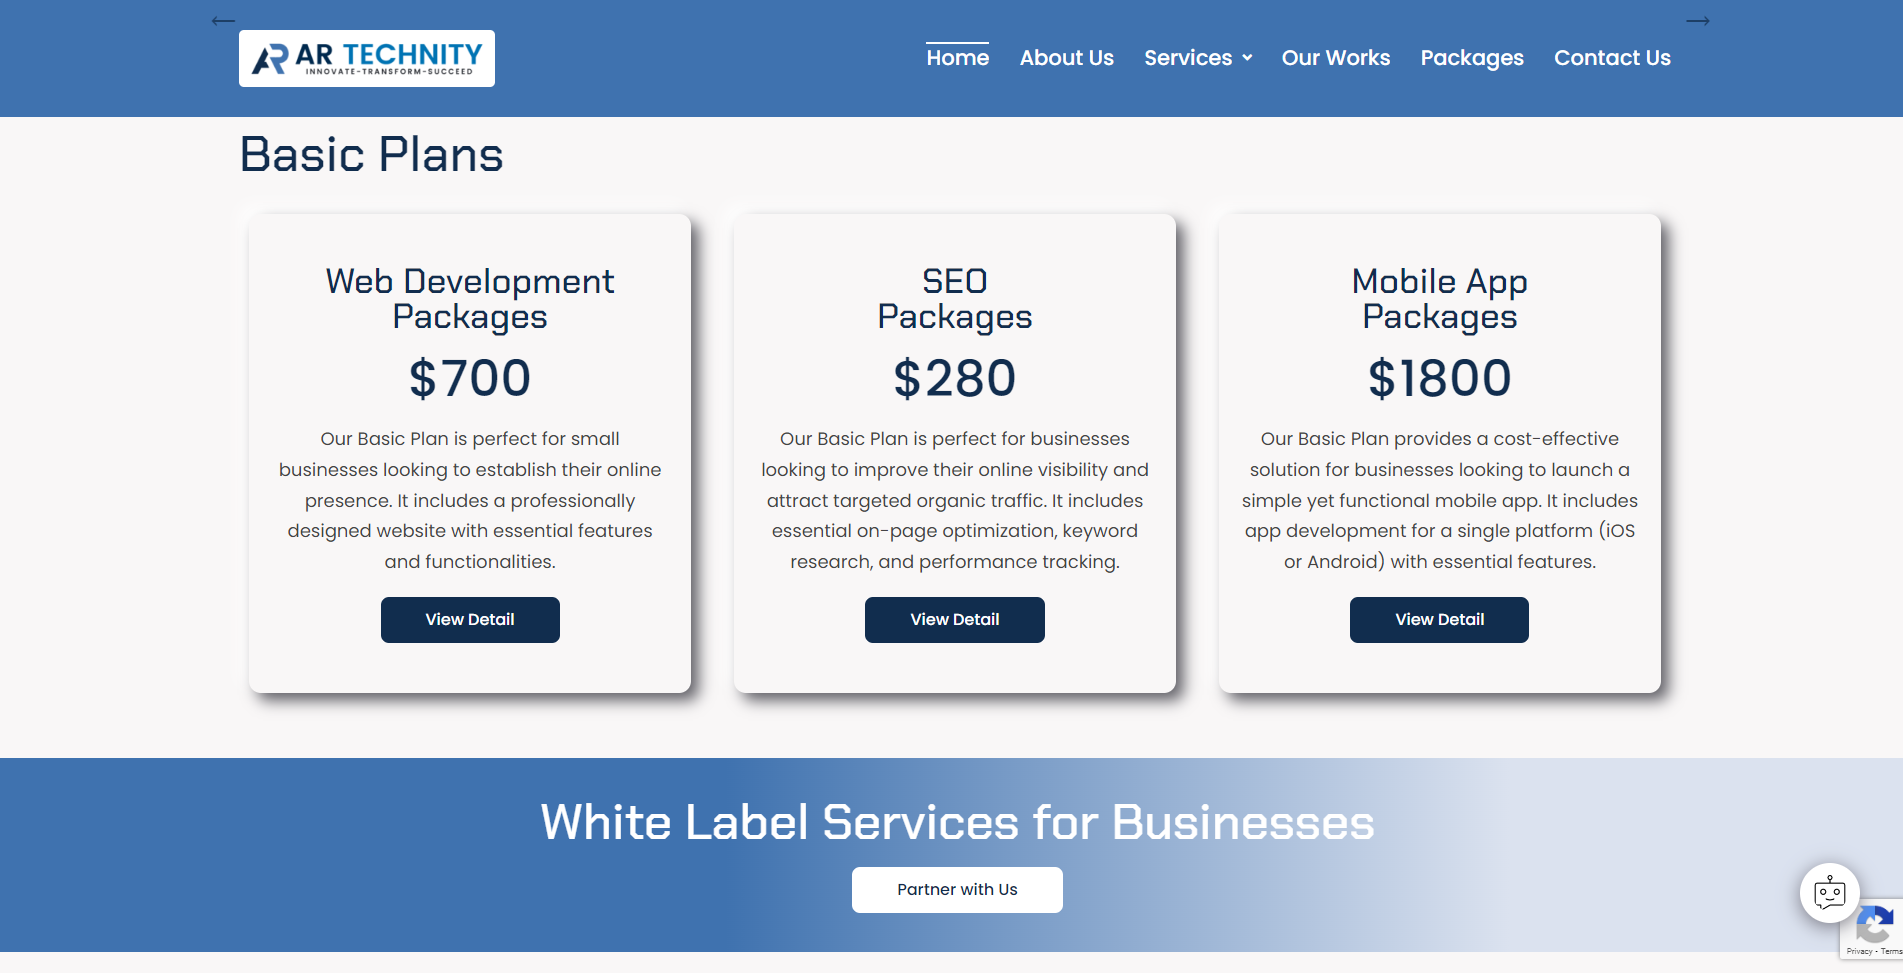 AR TECHNITY
INNOVATE-TRANSFORM-SUCCEED
Home About Us Services Our Works Packages Contact Us
Basic Plans
Web Development
Packages
$700
Our Basic Plan is perfect for small
businesses looking to establish their online
presence. It includes a professionally
designed website with essential features
and functionalities.
View Detail
SEO
Packages
$280
Our Basic Plan is perfect for businesses
looking to improve their online visibility and
attract targeted organic traffic. It includes
essential on-page optimization, keyword
research, and performance tracking.
View Detail
Mobile App
Packages
$1800
Our Basic Plan provides a cost-effective
solution for businesses looking to launch a
simple yet functional mobile app. It includes
app development for a single platform (iOS
or Android) with essential features.
View Detail
White Label Services for Businesses
Partner with Us
Privacy - Terms